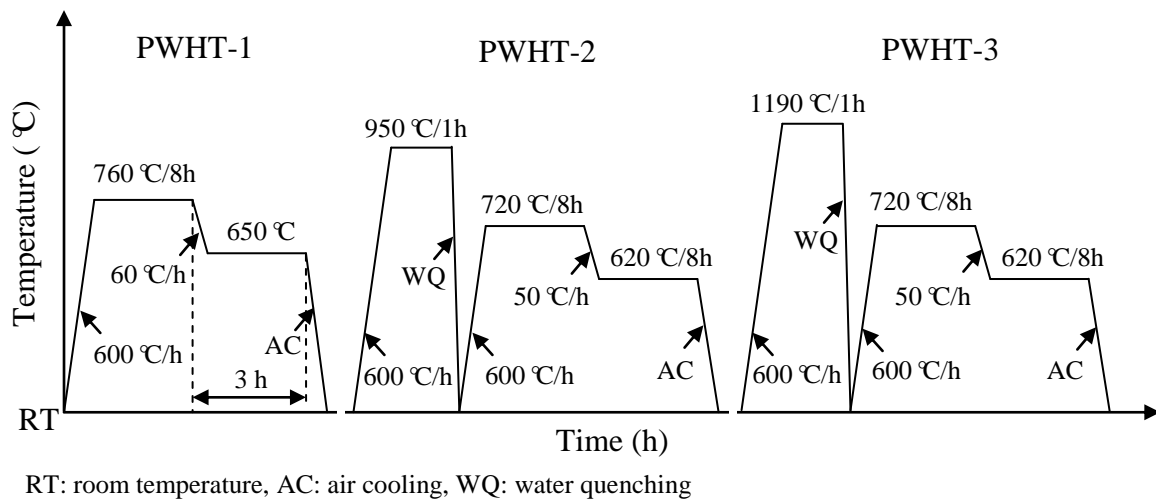 PWHT-1
PWHT-2
PWHT-3
Temperature (℃)
760 ℃/8h
650 ℃
60 ℃/h
600 ℃/h
AC
3 h
950 ℃/1h
WQ
720 ℃/8h
620 ℃/8h
50 ℃/h
600 ℃/h
600 ℃/h
AC
1190 ℃/1h
WQ
720 ℃/8h
620 ℃/8h
50 ℃/h
600 ℃/h
600 ℃/h
AC
RT
Time (h)
RT: room temperature, AC: air cooling, WQ: water quenching